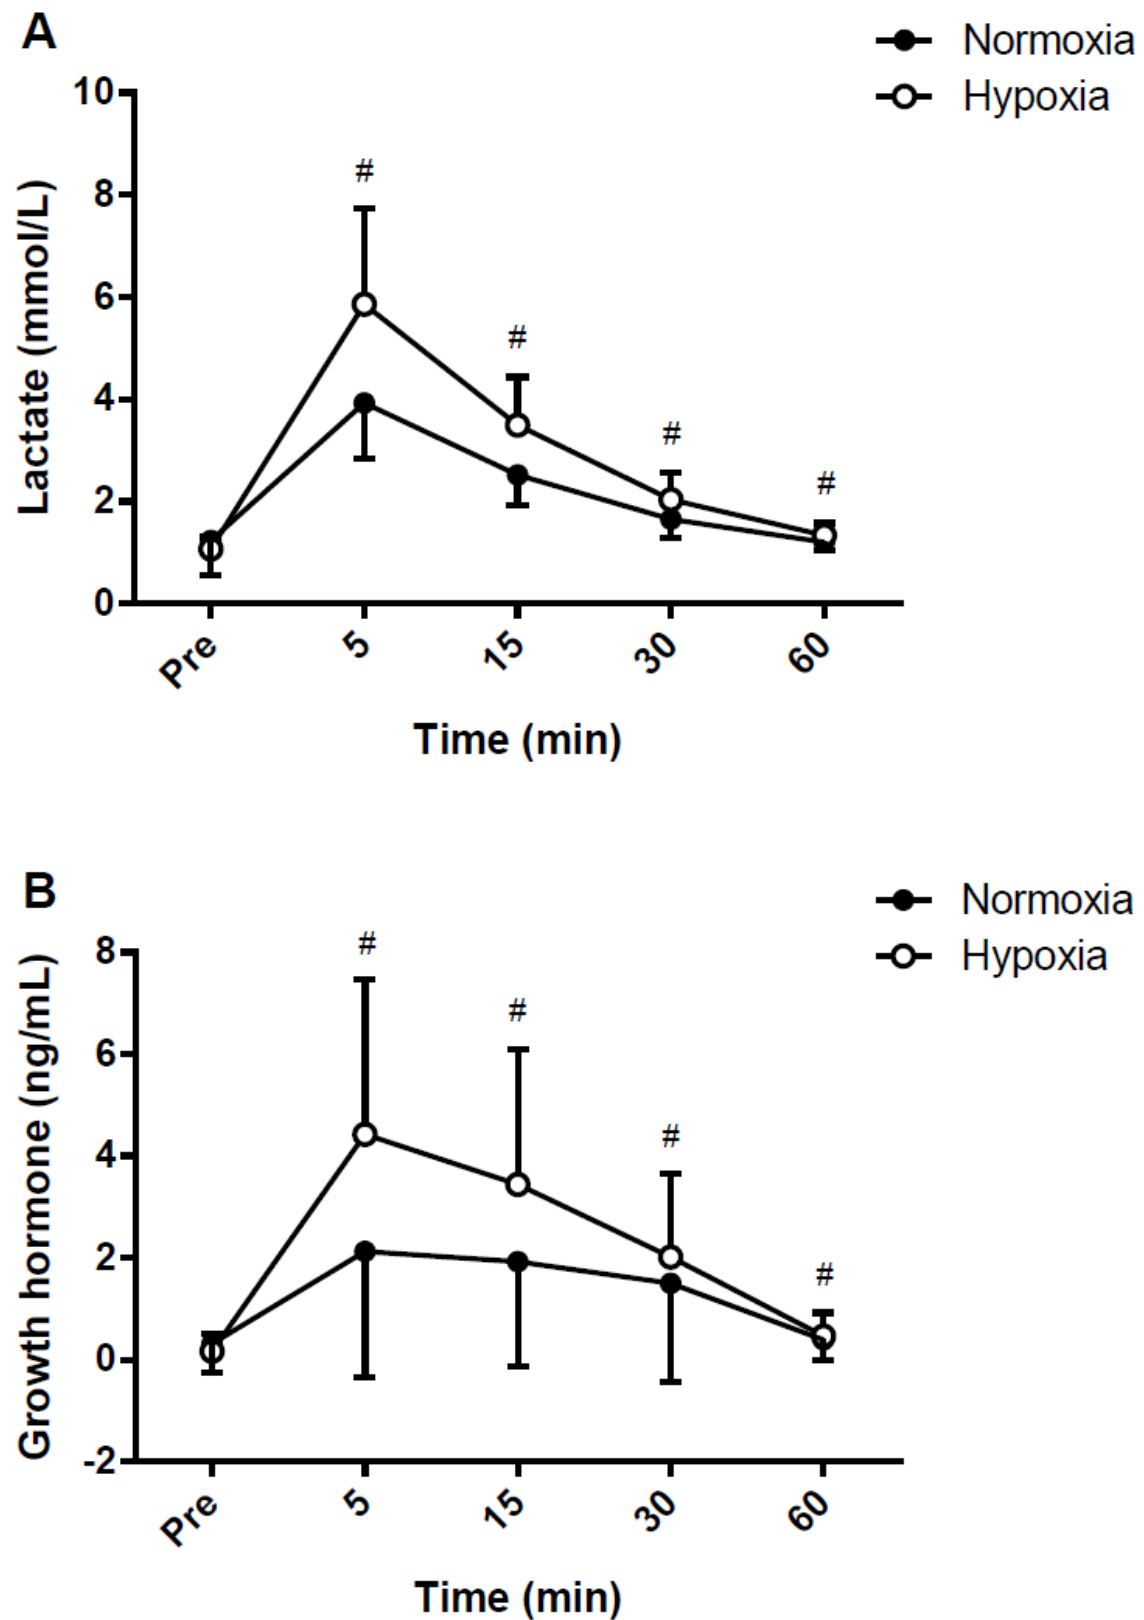 A
Normoxia
Hypoxia
Lactate (mmol/L)
10
8
6
4
2
0
#
#
#
#
Pre
5
15
30
60
Time (min)
B
Normoxia
Hypoxia
Growth hormone (ng/mL)
8
6
4
2
0
-2
#
#
#
#
Pre
5
15
30
60
Time (min)